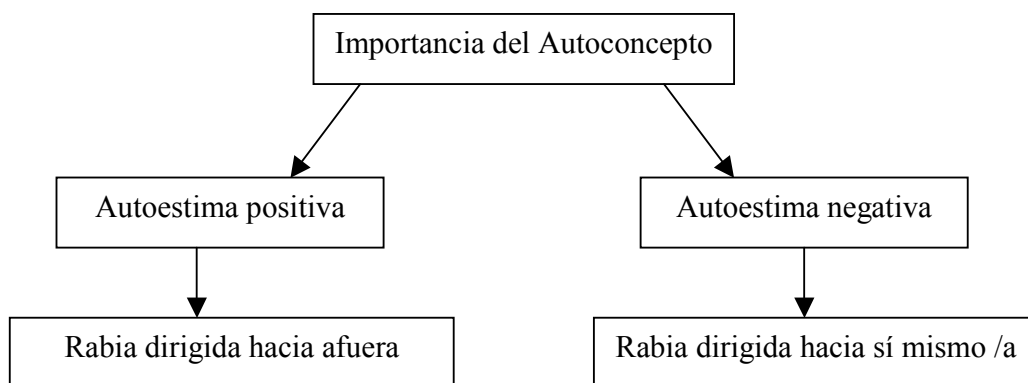 Importancia del Autoconcepto
Autoestima positiva
Autoestima negativa
Rabia dirigida hacia afuera
Rabia dirigida hacia sí mismo /a